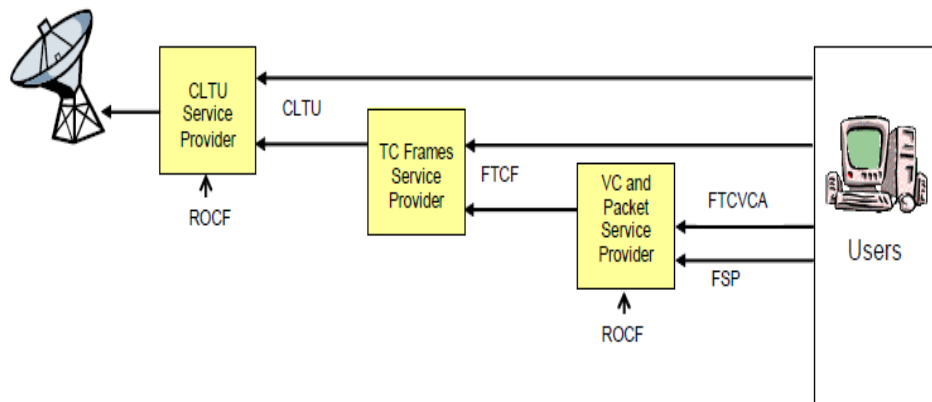 CLTU
Service
Provider
CLTU
ROCF
TC Frames
Service
Provider
FTCF
VC and
Packet
Service
Provider
FTCVCA
FSP
ROCF
Users